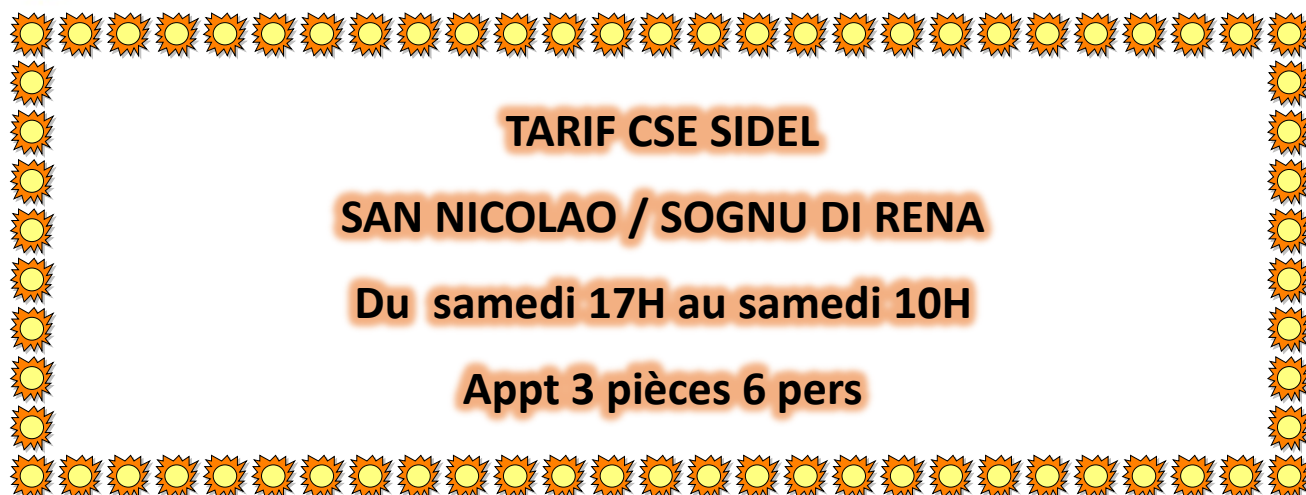 TARIF CSE SIDEL
SAN NICOLAO / SOGNU DI RENA
Du  samedi 17H au samedi 10H
Appt 3 pièces 6 pers